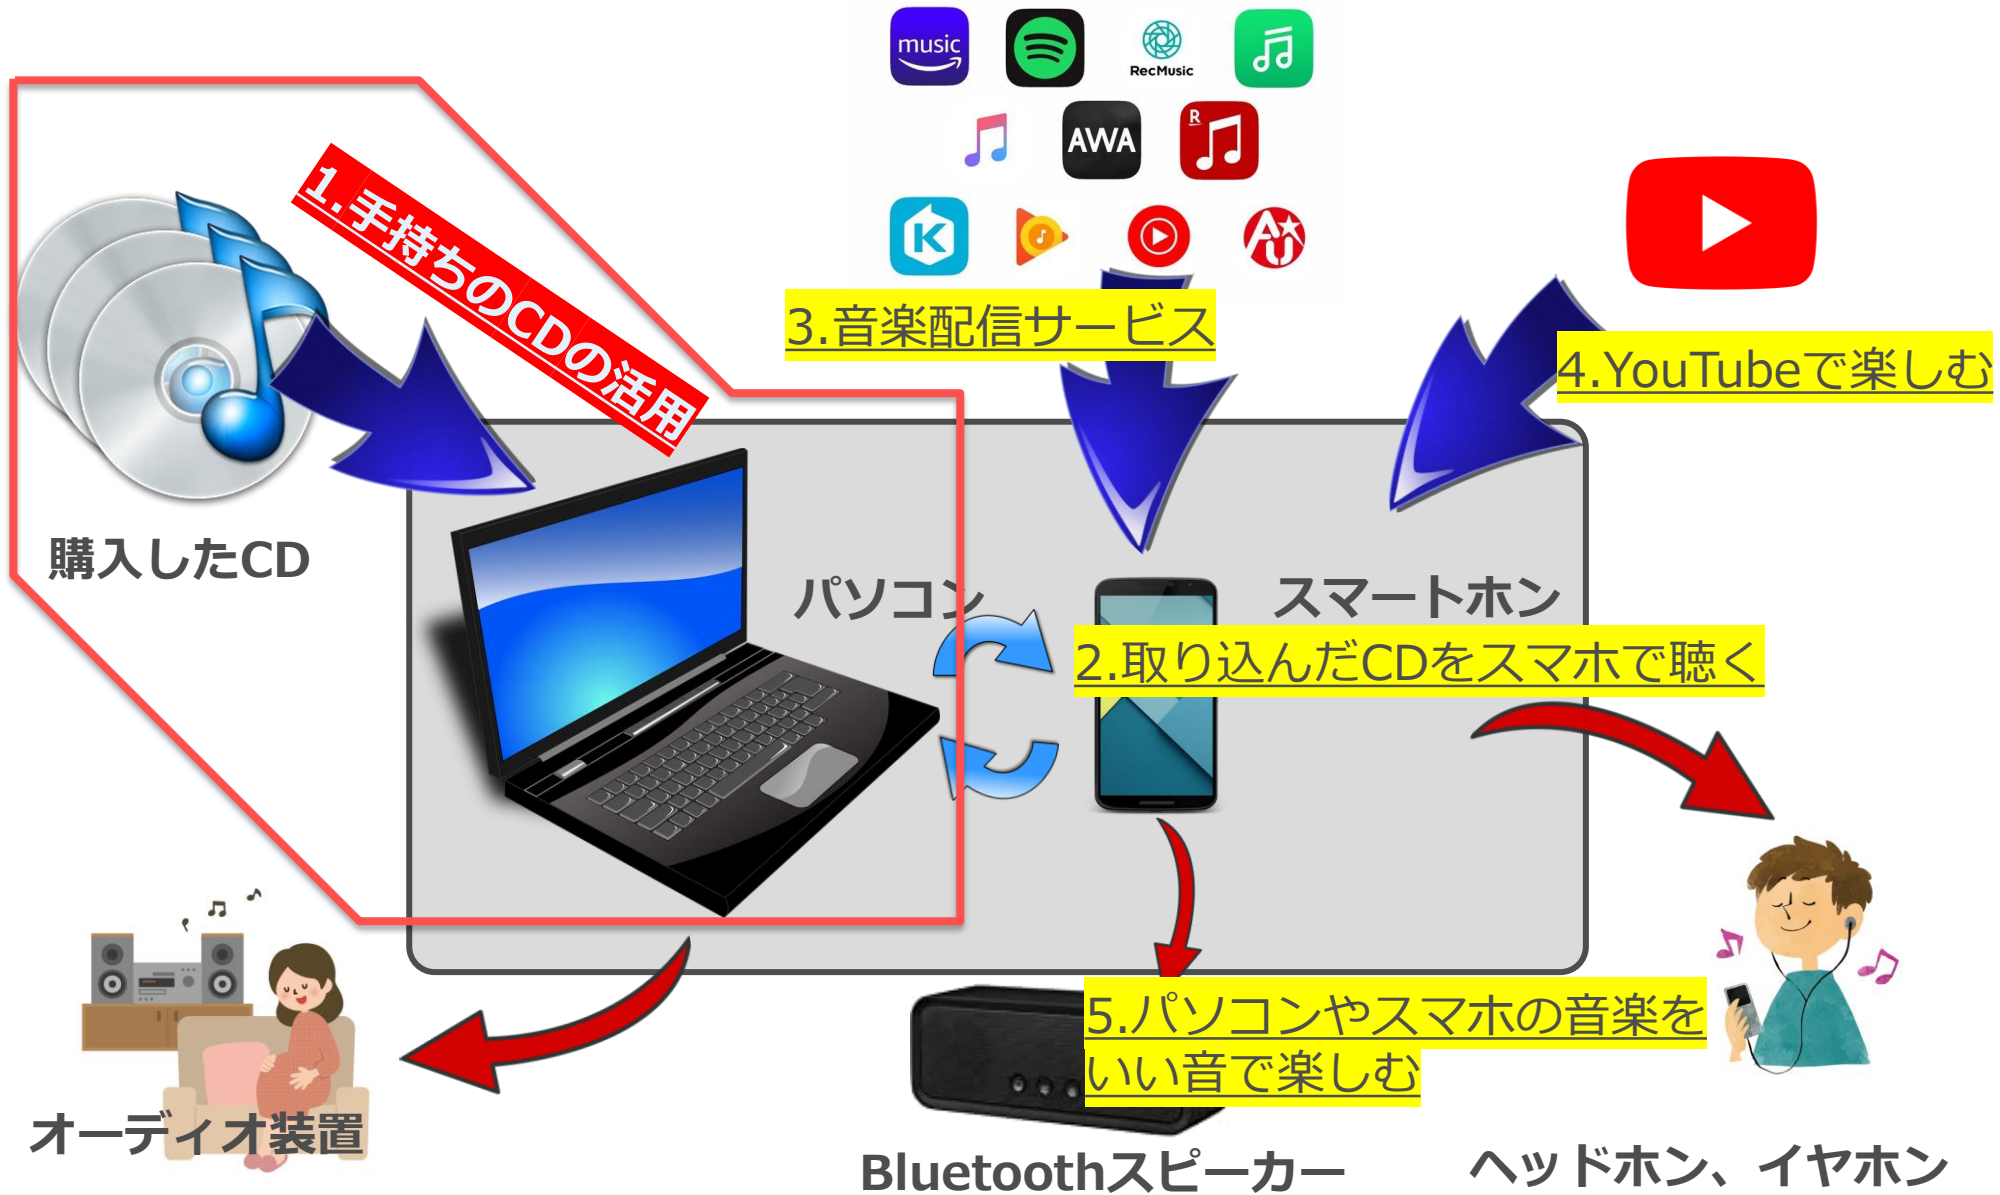 music
RecMusic
AWA
R
K
AU
1.手持ちのCDの活用
3.音楽配信サービス
4.YouTubeで楽しむ
購入したCD
パソコン
スマートホン
2.取り込んだCDをスマホで聴く
5.パソコンやスマホの音楽を
いい音で楽しむ
オーディオ装置
Bluetoothスピーカー
ヘッドホン、イヤホン